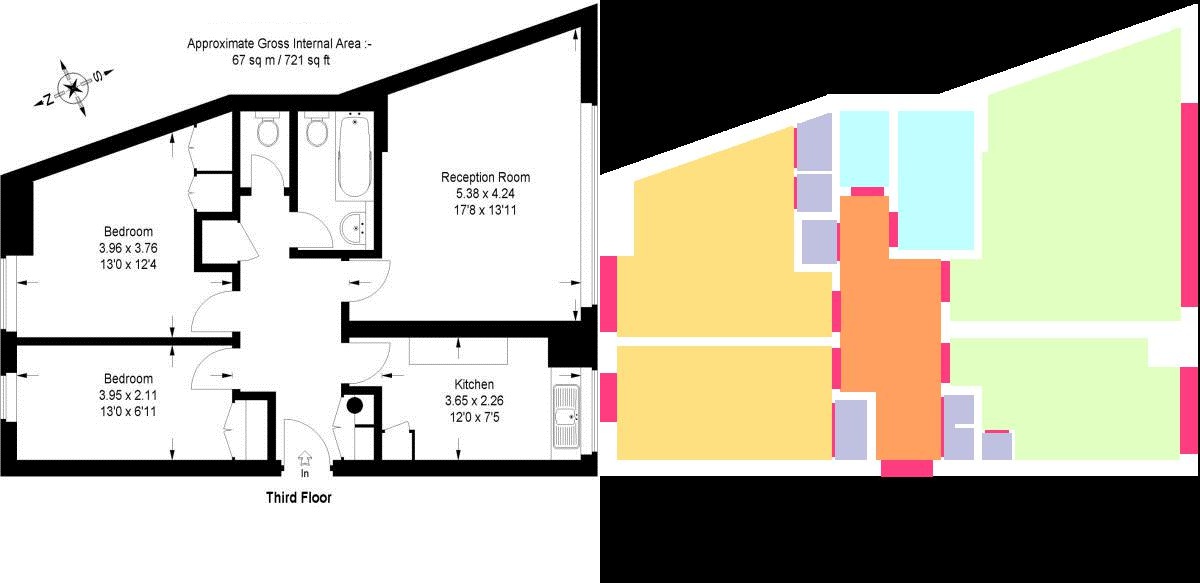 Approximate Gross Internal Area :-
67 sq m / 721 sq ft
N
S
Reception Room
5.38 x 4.24
17'8 x 13'11
Bedroom
3.96 x 3.76
13'0 x 12'4
Bedroom
3.95 x 2.11
13'0 x 6'11
Kitchen
3.65 x 2.26
12'0 x 7'5
In
Third Floor